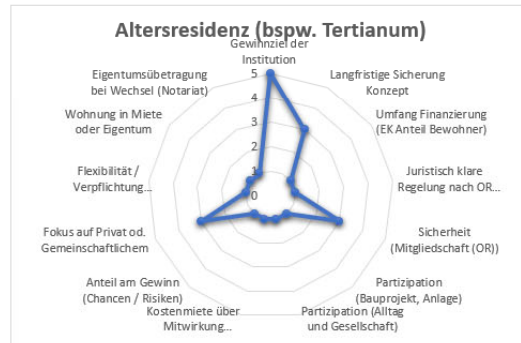 Altersresidenz (bspw. Tertianum)
Gewinnziel der
Institution
Langfristige Sicherung
Konzept
Umfang Finanzierung
(EK Anteil Bewohner)
Juristisch klare
Regelung nach OR...
Sicherheit
(Mitgliedschaft (OR))
Partizipation
(Bauprojekt, Anlage)
Partizipation (Alltag
und Gesellschaft)
Kostenmiete über
Mitwirkung...
Anteil am Gewinn
(Chancen / Risiken)
Fokus auf Privat od.
Gemeinschaftlichem
Flexibilität /
Verpflichtung...
Wohnung in Miete
oder Eigentum
Eigentumsübetragung
bei Wechsel (Notariat)
5
4
3
2
1
0